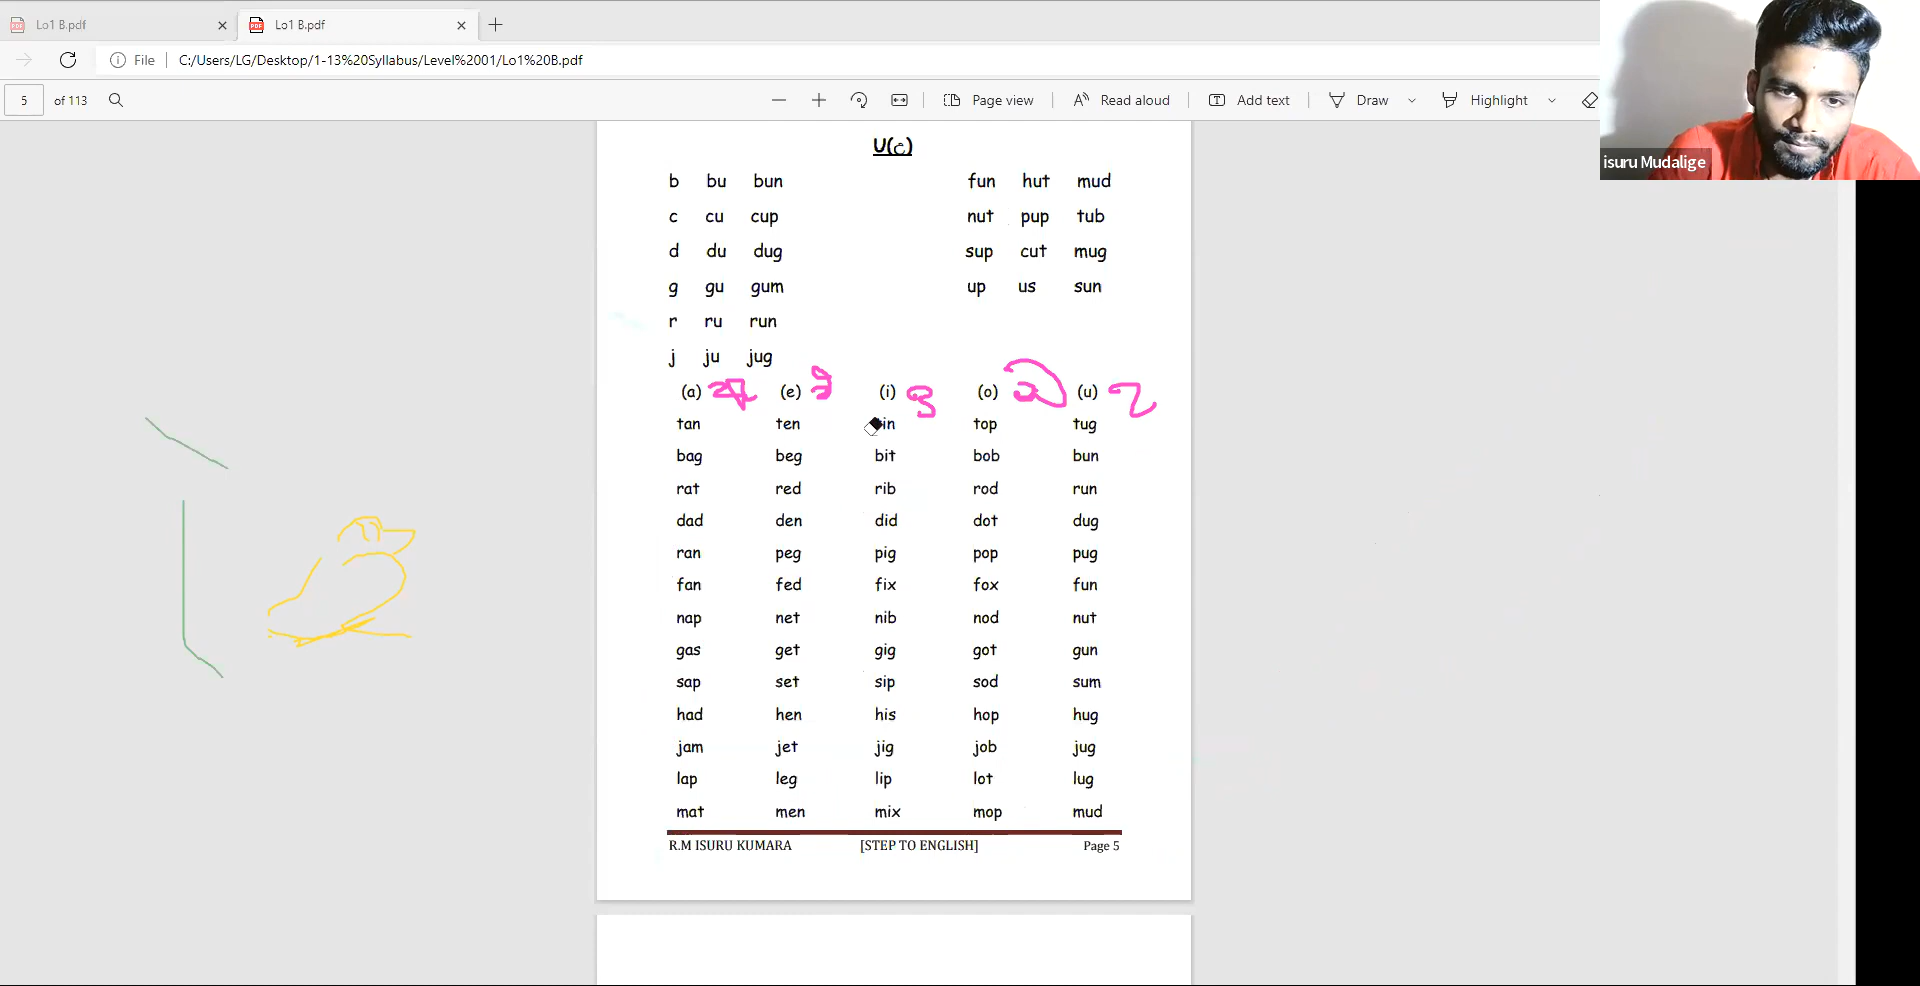 Lo1 B.pdf
Lo1 B.pdf
File C:/Users/LG/Desktop/1-13%20Syllabus/Level%2001/Lo1%20B.pdf
5 of 113 Page view Read aloud Add text Draw Highlight
isuru Mudalige
b bu bun fun hut mud
c cu cup nut pup tub
d du dug sup cut mug
g gu gum up us sun
r ru run
j ju jug
(a) (e) (i) (o) (u)
tan ten top tug
bag beg bit bob bun
rat red rib rod run
dad den did dot dug
ran peg pig pop pug
fan fed fix fox fun
nap net nib nod nut
gas get gig got gun
sap set sip sod sum
had hen his hop hug
jam jet jig job jug
lap leg lip lot lug
mat men mix mop mud
R.M ISURU KUMARA [STEP TO ENGLISH] Page 5